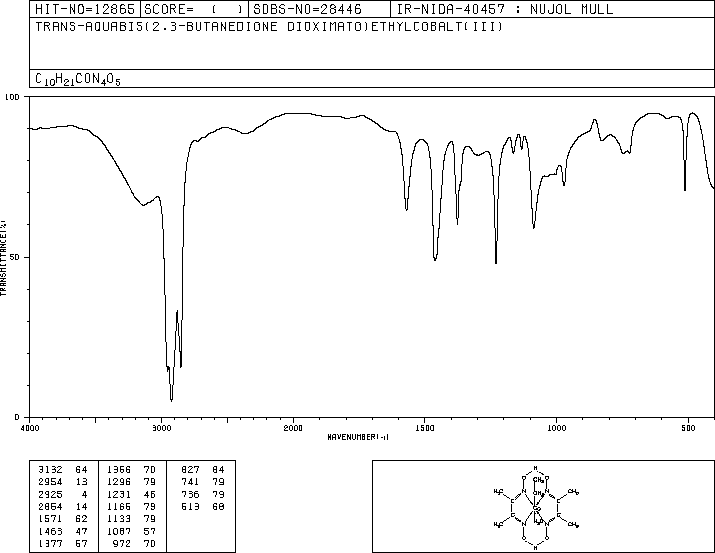 HIT-NO=12865 SCORE= ( ) SDBS-NO=28446 IR-NIDA-40457 : NUJOL MULL
TRANS-AQUABIS(2.3-BUTANEDIONE DIOXIMATO)ETHYLCOBALT(III)
C10H21CON4O5
100
50
0
TRANSMITTANCE(%)
4000 3000 2000 1500 1000 500
WAVENUMBER(-1)
3132 64 1366 70 827 84
2954 13 1296 79 741 79
2925 4 1231 46 736 79
2854 14 1166 79 513 68
1571 62 1133 79
1463 47 1087 57
1377 67 972 70